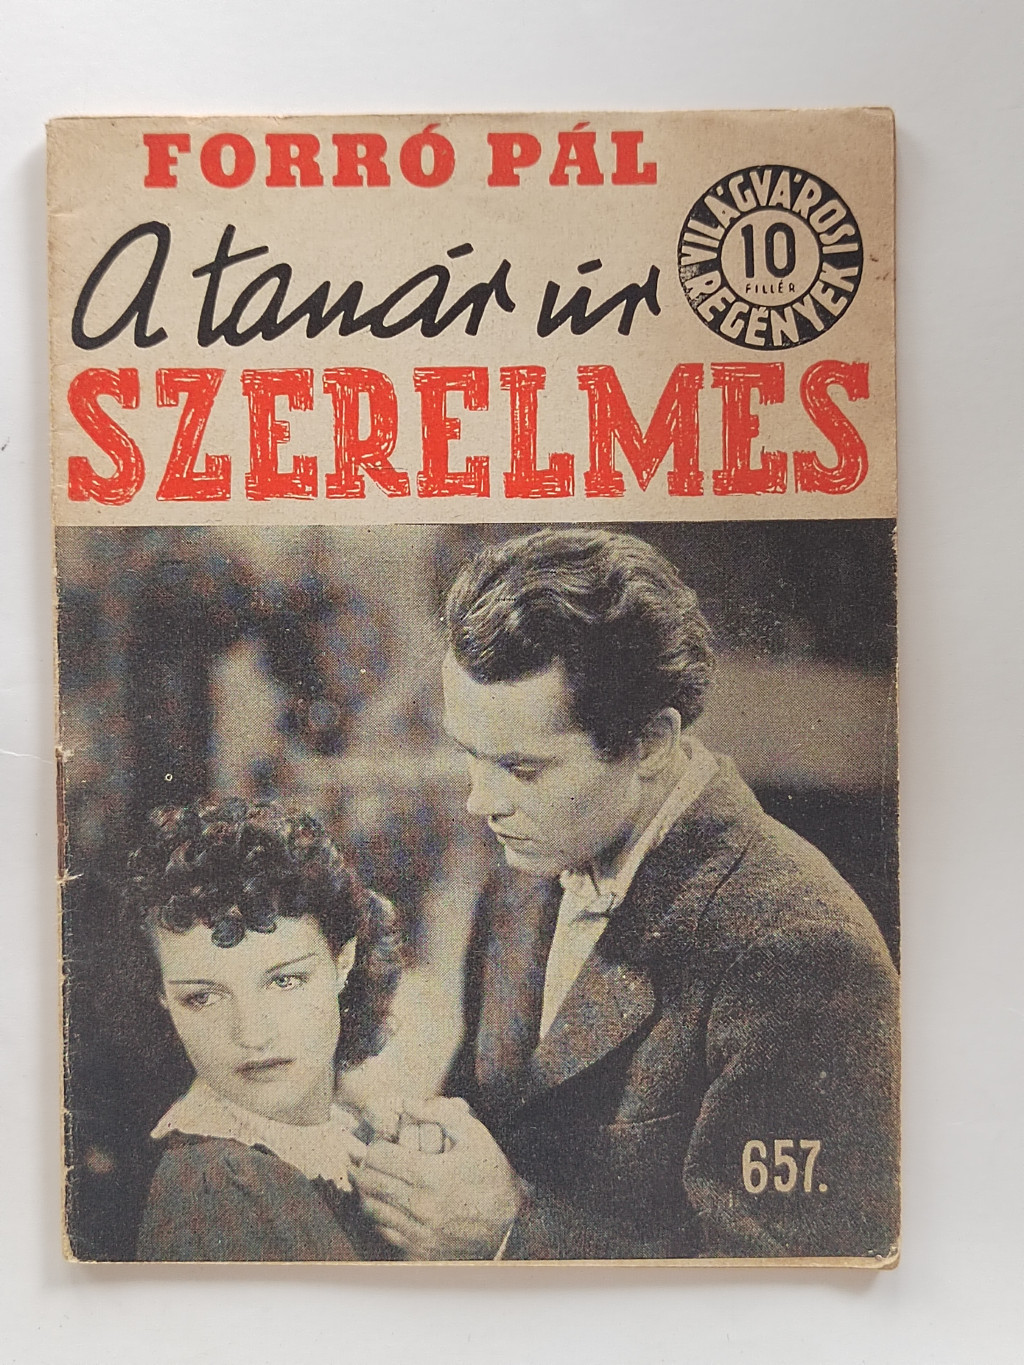 FORRÓ PÁL
A tanár úr
SZERELMES
VILÁGVÁROSI
10
FILLÉR
REGÉNYEK
657.